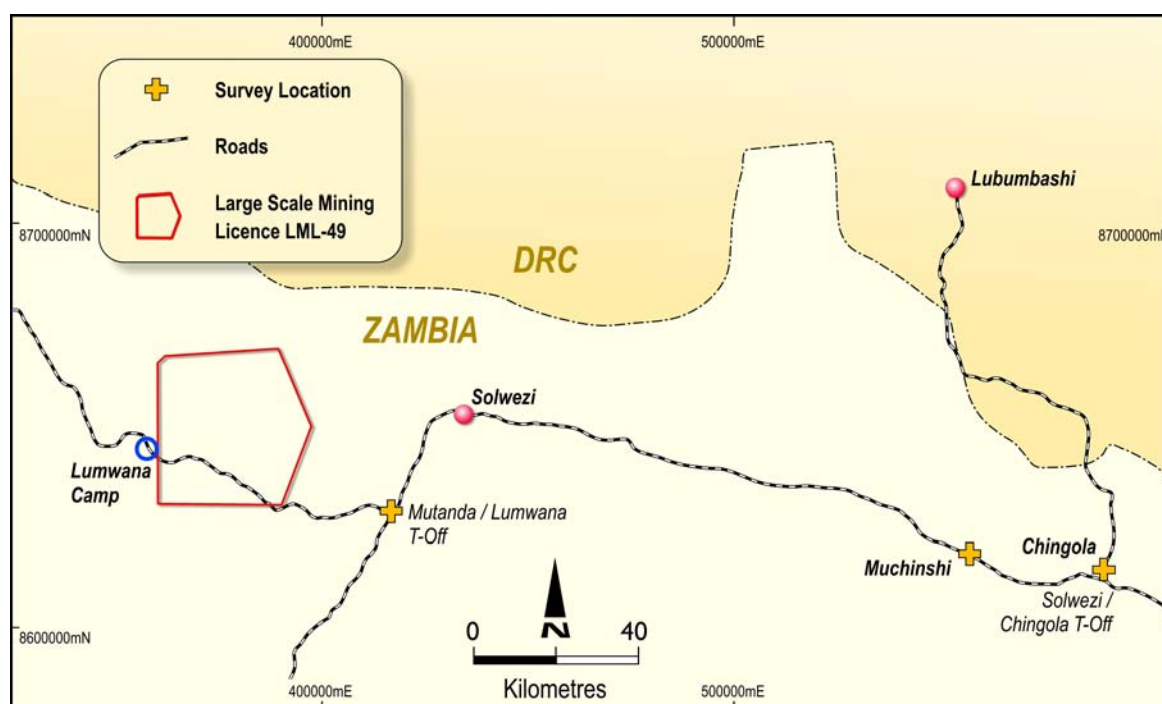 400000mE
500000mE
Survey Location
Roads
Large Scale Mining
Licence LML-49
Lubumbashi
8700000mN
8700000mN
DRC
ZAMBIA
Solwezi
Lumwana
Camp
Mutanda / Lumwana
T-Off
Muchinshi
Chingola
Solwezi /
Chingola T-Off
8600000mN
N
0
40
Kilometres
400000mE
500000mE